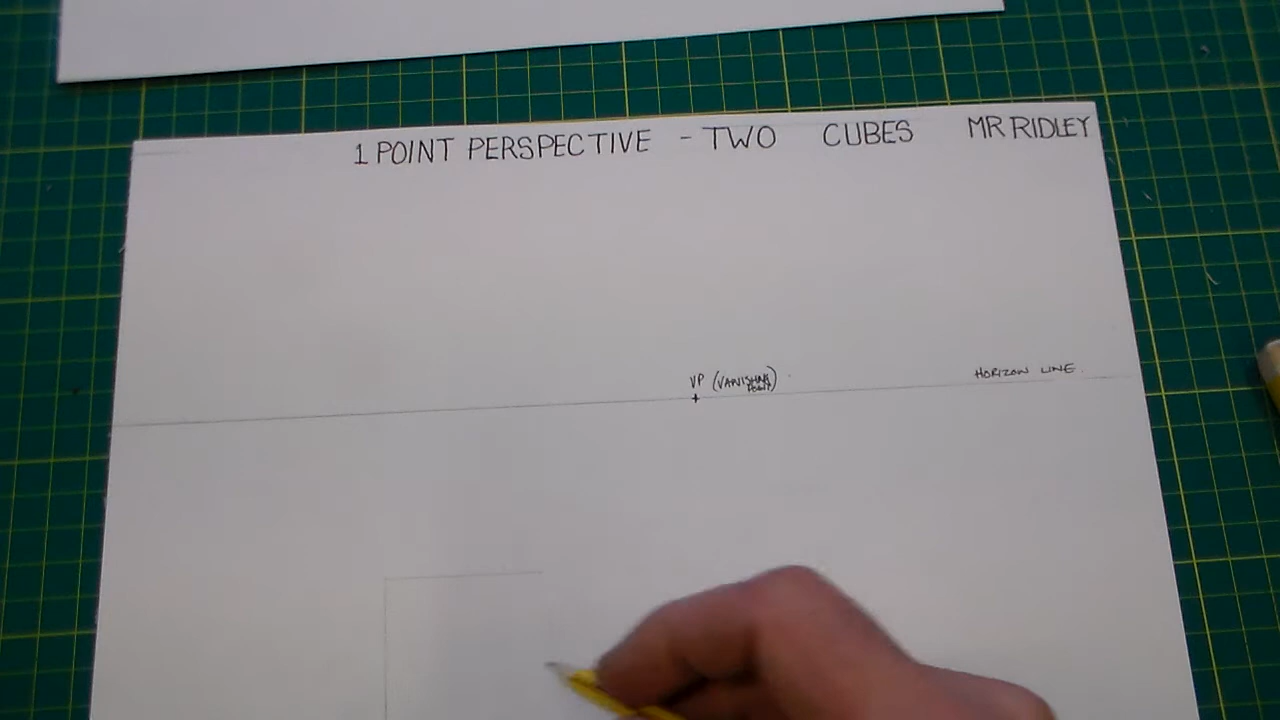 1 POINT PERSPECTIVE - TWO CUBES MR RIDLEY
VP (VANISHING
POINT)
HORIZON LINE